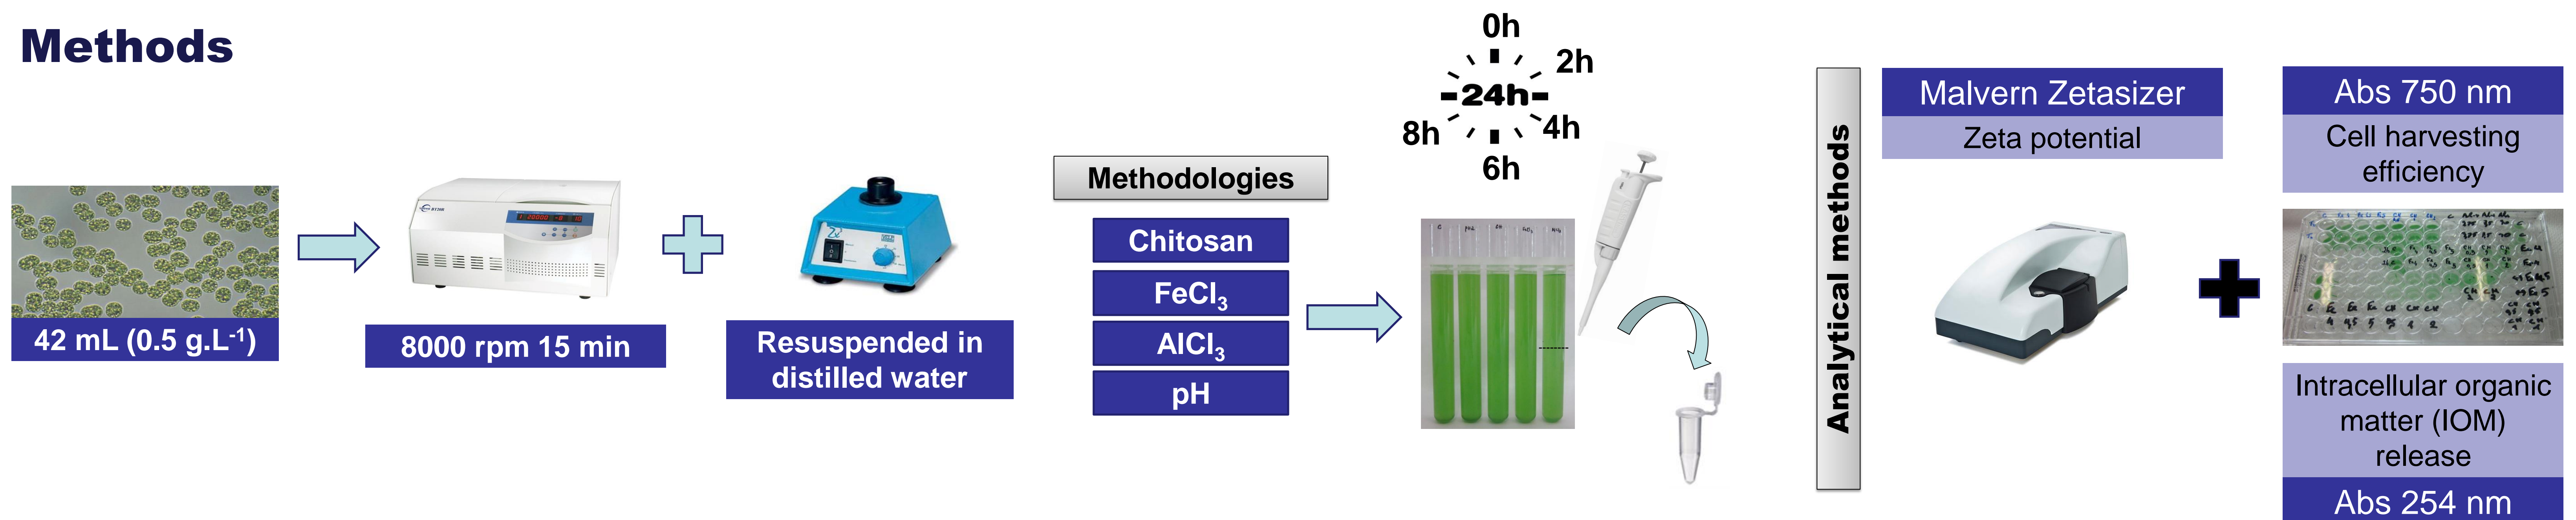 Methods
42 mL (0.5 g.L⁻¹)
8000 rpm 15 min
Resuspended in
distilled water
Methodologies
Chitosan
FeCl₃
AlCl₃
pH
0h
2h
24h
4h
8h
6h
Analytical methods
Malvern Zetasizer
Zeta potential
Abs 750 nm
Cell harvesting
efficiency
Intracellular organic
matter (IOM)
release
Abs 254 nm